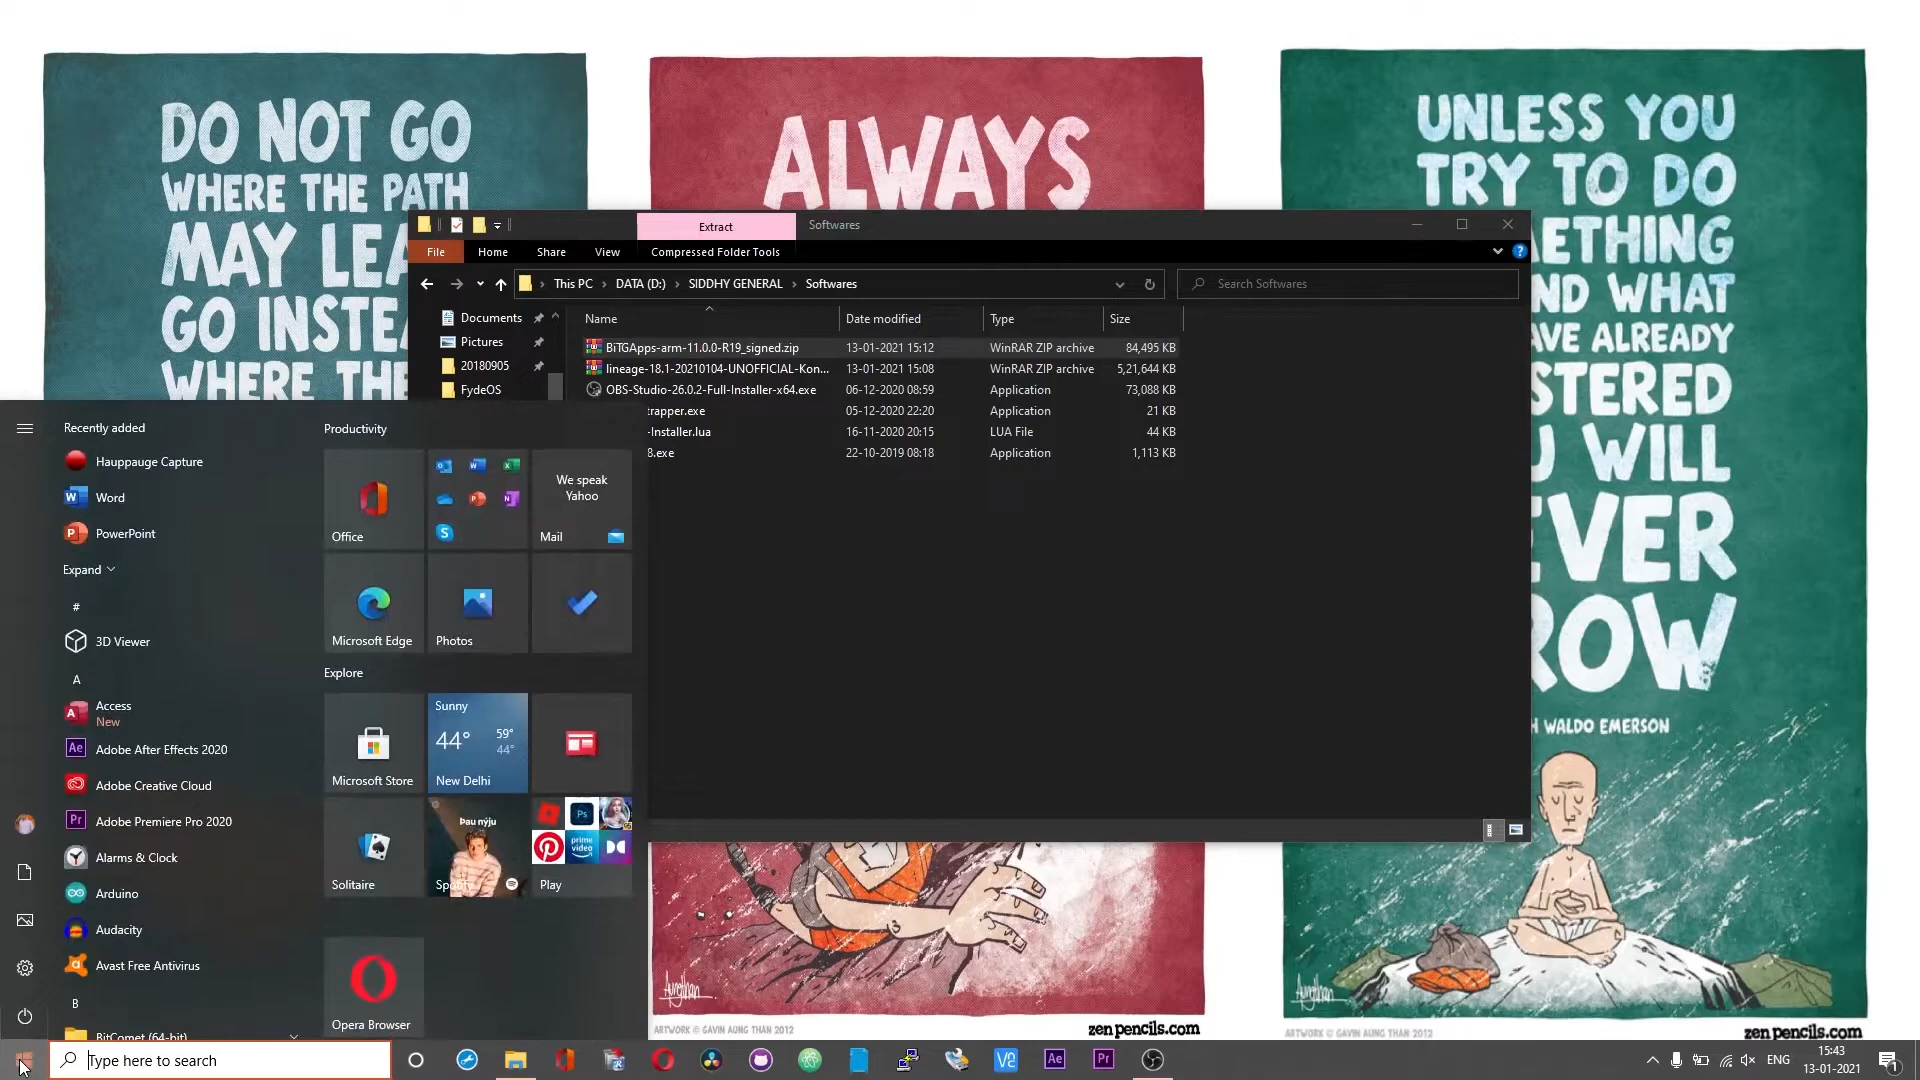 DO NOT GO
WHERE THE PATH
MAY LEA
GO INSTEA
WHERE THE
ALWAYS
UNLESS YOU
TRY TO DO
ETHING
ND WHAT
AVE ALREADY
STERED
U WILL
EVER
ROW
H WALDO EMERSON
Extract
Softwares
File
Home
Share
View
Compressed Folder Tools
This PC
DATA (D:)
SIDDHY GENERAL
Softwares
Search Softwares
Documents
Pictures
20180905
FydeOS
Name
Date modified
Type
Size
BiTGApps-arm-11.0.0-R19_signed.zip 13-01-2021 15:12 WinRAR ZIP archive 84,495 KB
lineage-18.1-20210104-UNOFFICIAL-Kon... 13-01-2021 15:08 WinRAR ZIP archive 5,21,644 KB
OBS-Studio-26.0.2-Full-Installer-x64.exe 06-12-2020 08:59 Application 73,088 KB
trapper.exe 05-12-2020 22:20 Application 21 KB
-Installer.lua 16-11-2020 20:15 LUA File 44 KB
8.exe 22-10-2019 08:18 Application 1,113 KB
Recently added
Hauppauge Capture
Word
PowerPoint
Expand
#
3D Viewer
A
Access
New
Adobe After Effects 2020
Adobe Creative Cloud
Adobe Premiere Pro 2020
Alarms & Clock
Arduino
Audacity
Avast Free Antivirus
B
BitComet (64-bit)
Productivity
Office
We speak
Yahoo
Mail
Microsoft Edge
Photos
Explore
Microsoft Store
Sunny
44°
59°
44°
New Delhi
Solitaire
Þau nýju
Spotify
Play
Opera Browser
ARTWORK © GAVIN AUNG THAN 2012
zenpencils.com
ARTWORK © GAVIN AUNG THAN 2012
zenpencils.com
Type here to search
ENG
15:43
13-01-2021
1